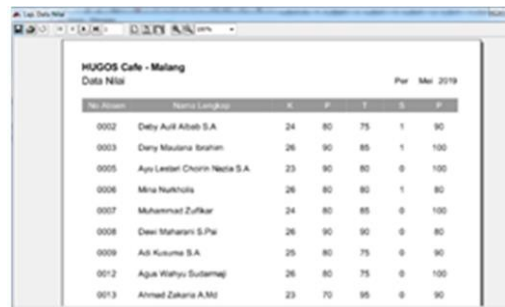 Lap. Data Nilai
HUGOS Cafe - Malang
Data Nilai Per Mei 2019
No Absen Nama Lengkap K P T S P
0002 Deby Aulil Albab S.A 24 80 75 1 90
0003 Deny Maulana Ibrahim 26 90 85 1 100
0005 Ayu Lestari Choirin Nazia S.A 23 90 80 0 100
0006 Mina Nurkholis 26 80 80 1 80
0007 Muhammad Zulfikar 24 80 85 0 100
0008 Dewi Maharani S.Psi 26 90 90 0 80
0009 Adi Kusuma S.A 25 80 75 0 90
0012 Agus Wahyu Sudarmaji 26 80 75 0 100
0013 Ahmad Zakaria A.Md 23 70 95 0 90